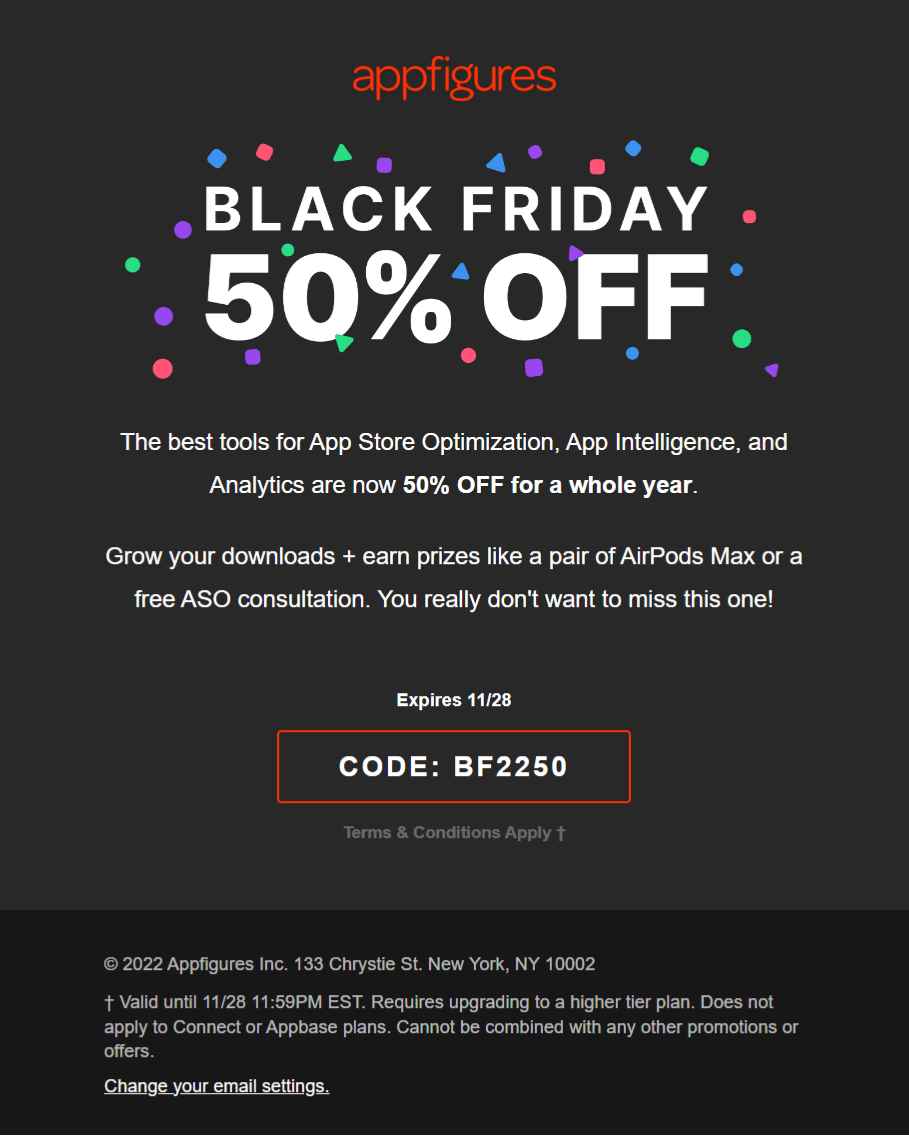 appfigures
BLACK FRIDAY
50% OFF
The best tools for App Store Optimization, App Intelligence, and
Analytics are now 50% OFF for a whole year.
Grow your downloads + earn prizes like a pair of AirPods Max or a
free ASO consultation. You really don't want to miss this one!
Expires 11/28
CODE: BF2250
Terms & Conditions Apply †
© 2022 Appfigures Inc. 133 Chrystie St. New York, NY 10002
† Valid until 11/28 11:59PM EST. Requires upgrading to a higher tier plan. Does not
apply to Connect or Appbase plans. Cannot be combined with any other promotions or
offers.
Change your email settings.